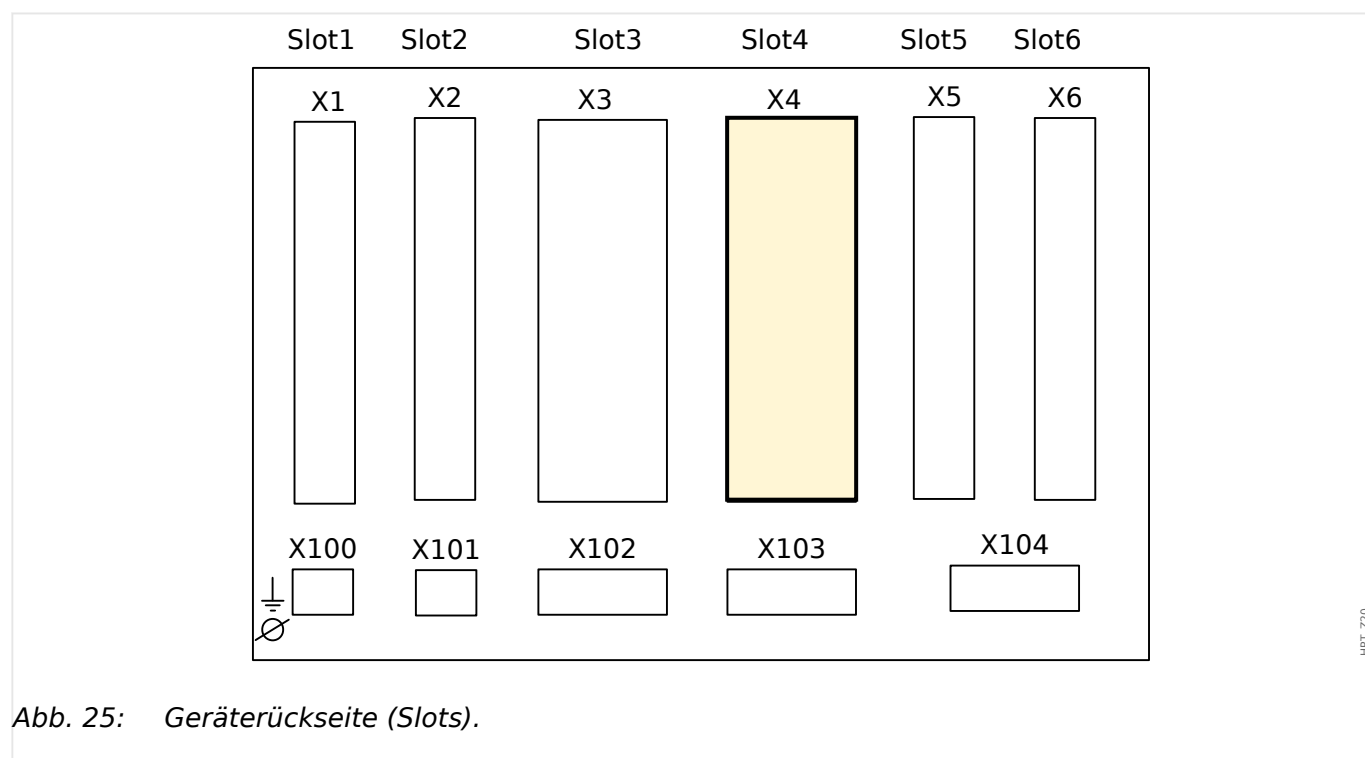 Slot1 Slot2 Slot3 Slot4 Slot5 Slot6
X1 X2 X3 X4 X5 X6
X100 X101 X102 X103 X104
Abb. 25: Geräterückseite (Slots).